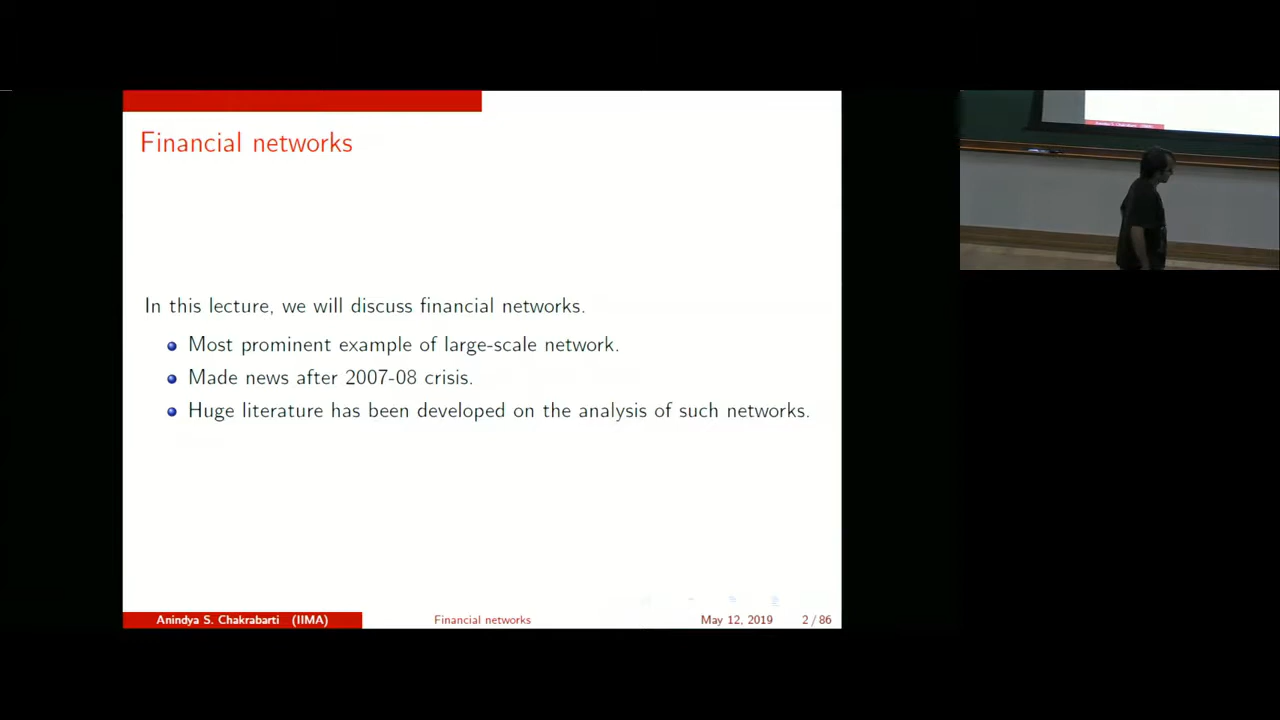 Financial networks
In this lecture, we will discuss financial networks.
Most prominent example of large-scale network.
Made news after 2007-08 crisis.
Huge literature has been developed on the analysis of such networks.
Anindya S. Chakrabarti (IIMA) Financial networks May 12, 2019 2 / 86